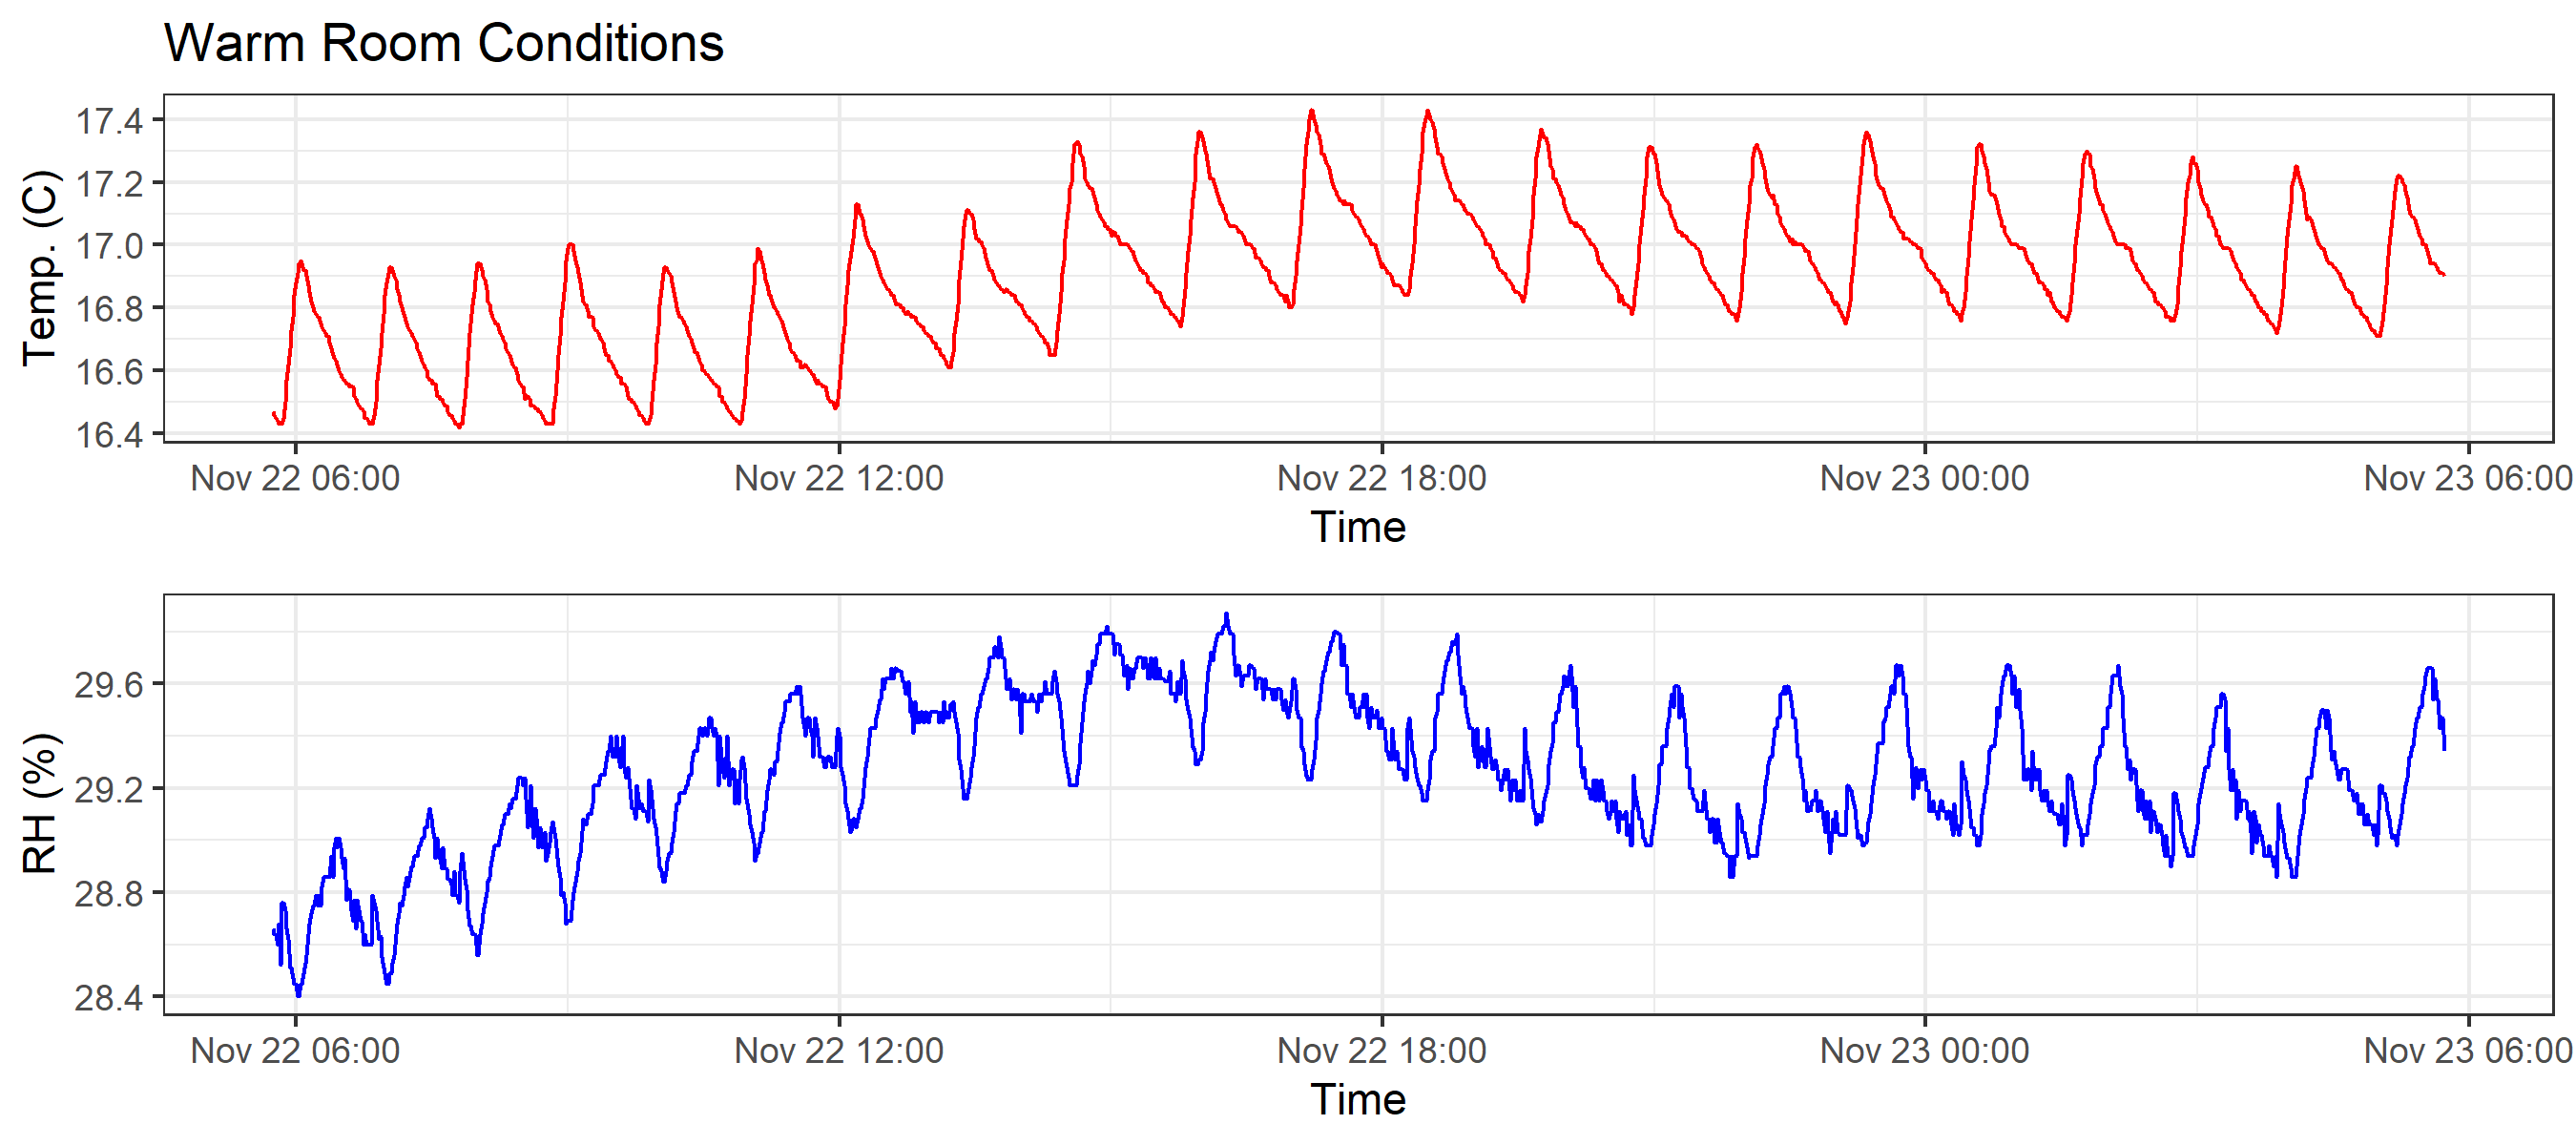 Warm Room Conditions
Temp. (C)
17.4
17.2
17.0
16.8
16.6
16.4
Nov 22 06:00 Nov 22 12:00 Nov 22 18:00 Nov 23 00:00 Nov 23 06:00
Time
RH (%)
29.6
29.2
28.8
28.4
Nov 22 06:00 Nov 22 12:00 Nov 22 18:00 Nov 23 00:00 Nov 23 06:00
Time